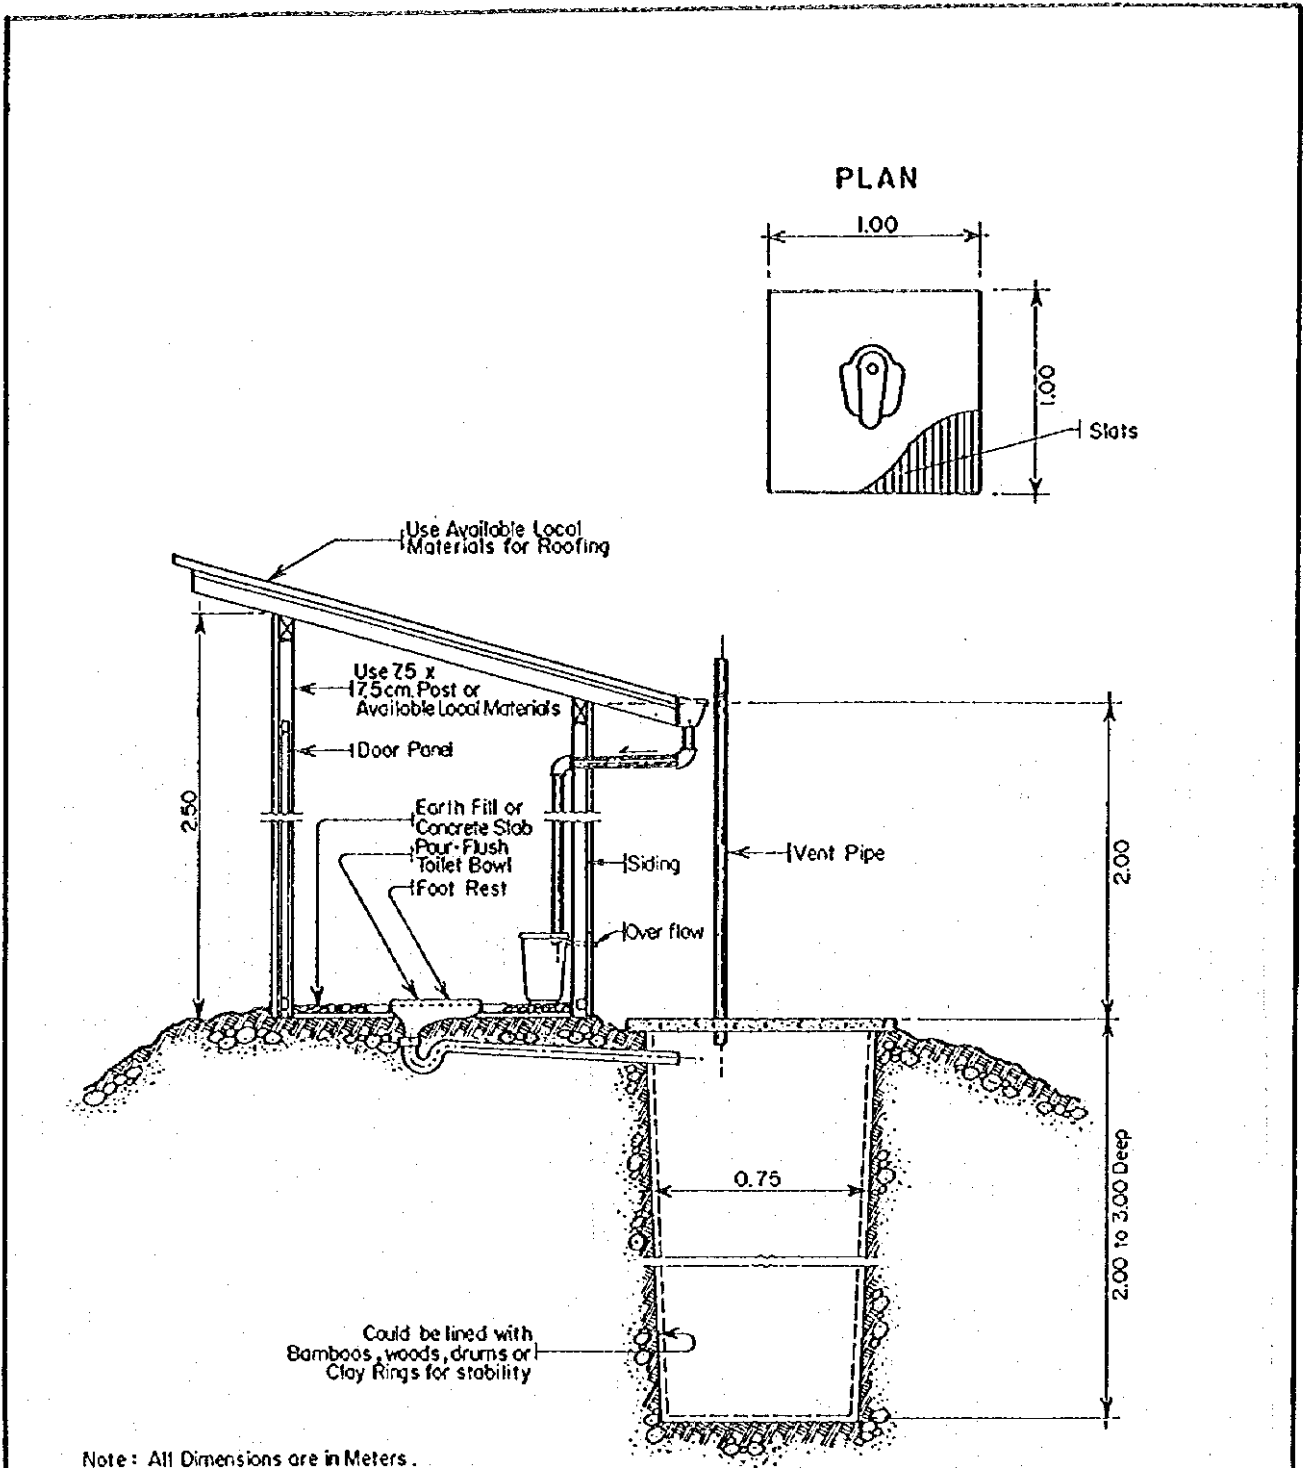 PLAN
1.00
1.00
Slats
Use Available Local
Materials for Roofing
Use 7.5 x
7.5cm. Post or
Available Local Materials
Door Panel
2.50
Earth Fill or
Concrete Slab
Pour-Flush
Toilet Bowl
Foot Rest
Siding
Over flow
Vent Pipe
2.00
0.75
2.00 to 3.00 Deep
Could be lined with
Bamboos, woods, drums or
Clay Rings for stability
Note: All Dimensions are in Meters.